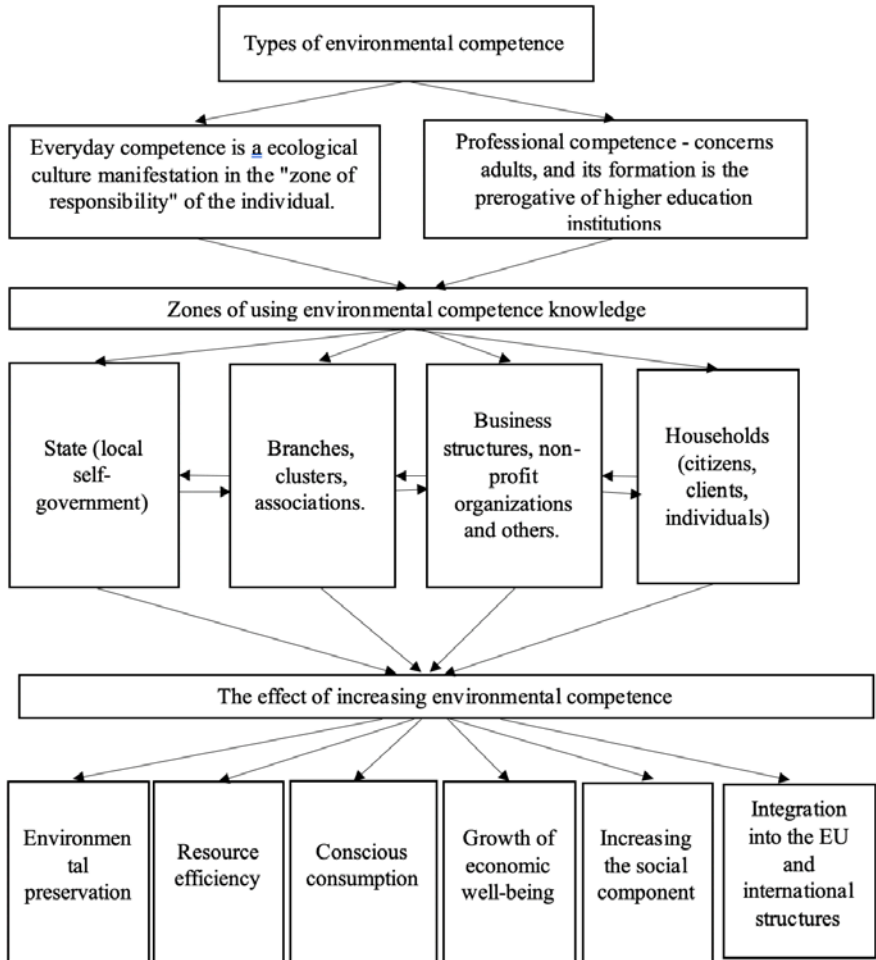 Types of environmental competence
Everyday competence is a ecological
culture manifestation in the "zone of
responsibility" of the individual.
Professional competence - concerns
adults, and its formation is the
prerogative of higher education
institutions
Zones of using environmental competence knowledge
State (local
self-
government)
Branches,
clusters,
associations.
Business
structures, non-
profit
organizations
and others.
Households
(citizens,
clients,
individuals)
The effect of increasing environmental competence
Environmen
tal
preservation
Resource
efficiency
Conscious
consumption
Growth of
economic
well-being
Increasing
the social
component
Integration
into the EU
and
international
structures